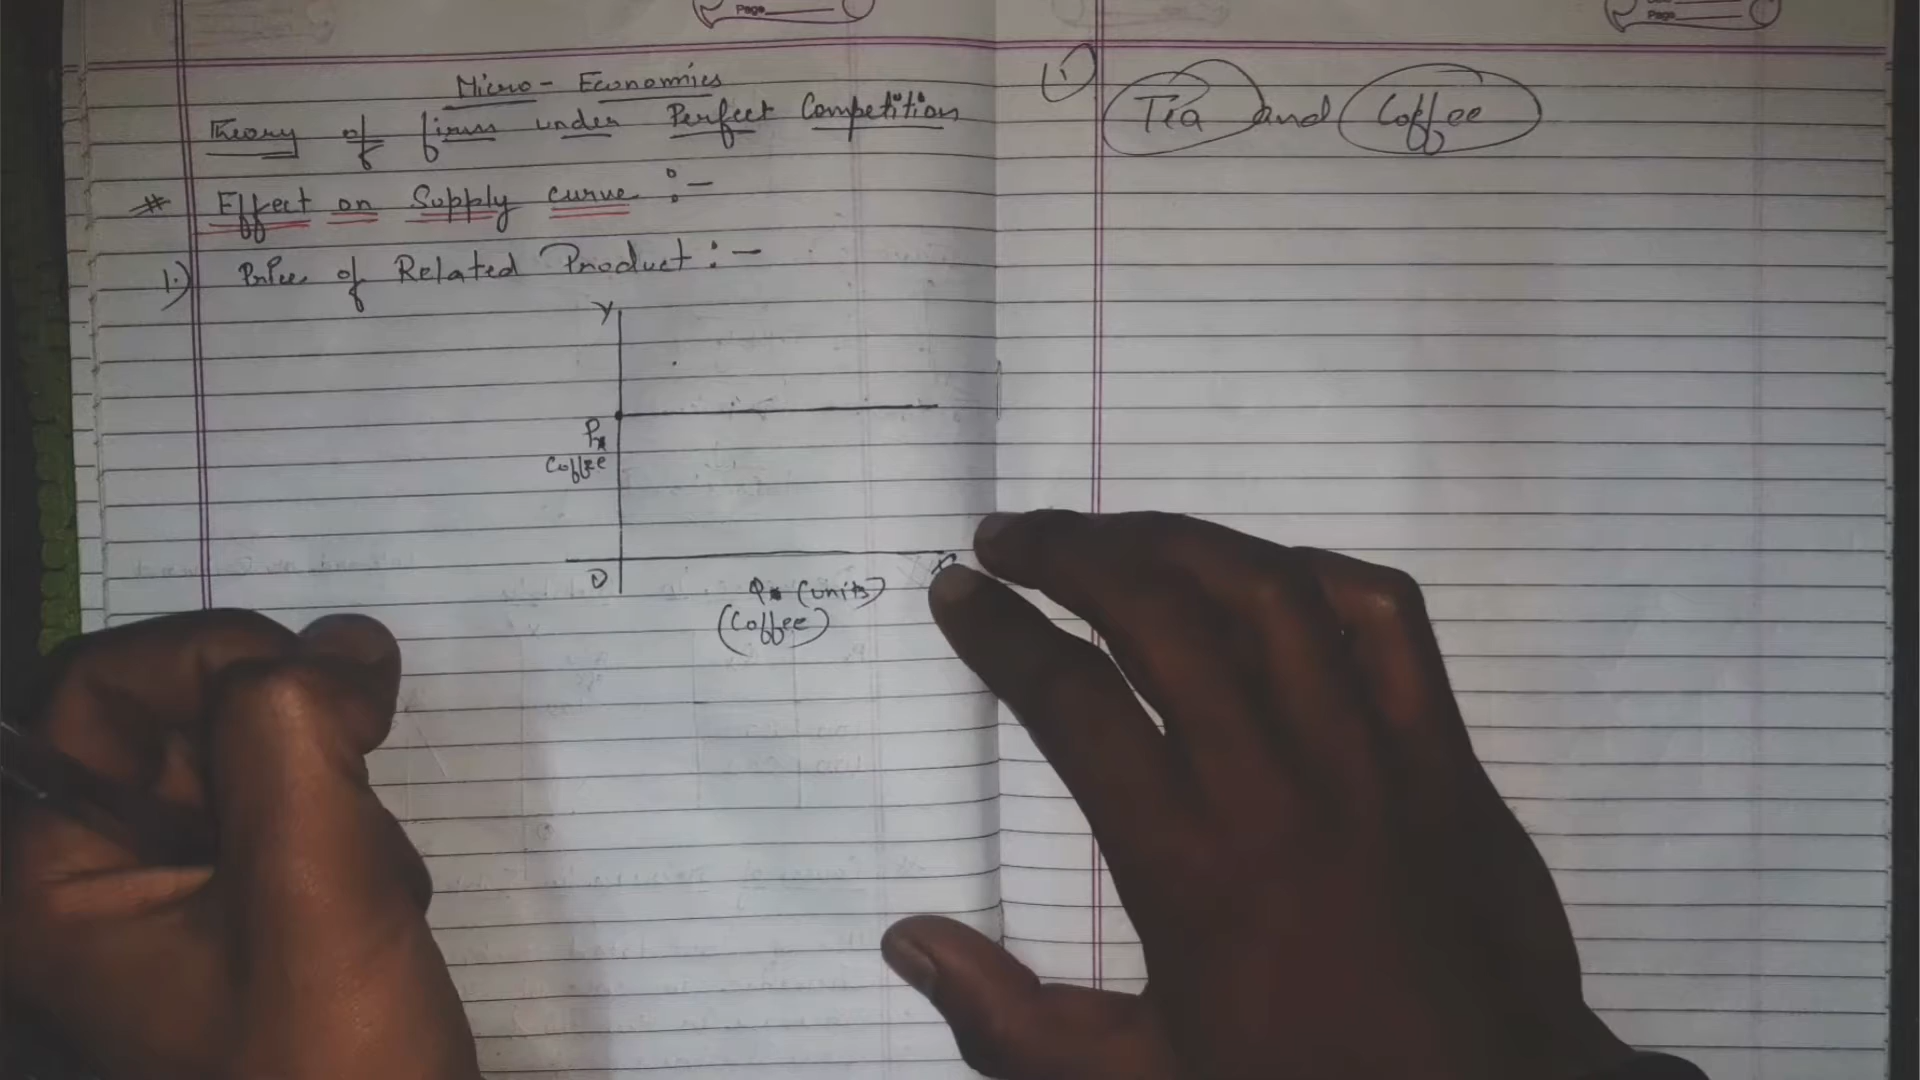 Page
Micro - Economics
Theory of firms under Perfect Competition
* Effect on Supply curve :-
1.) Price of Related Product :-
Y
Px
Coffee
O
X
(units)
(Coffee)
Page
(1)
Tea and Coffee